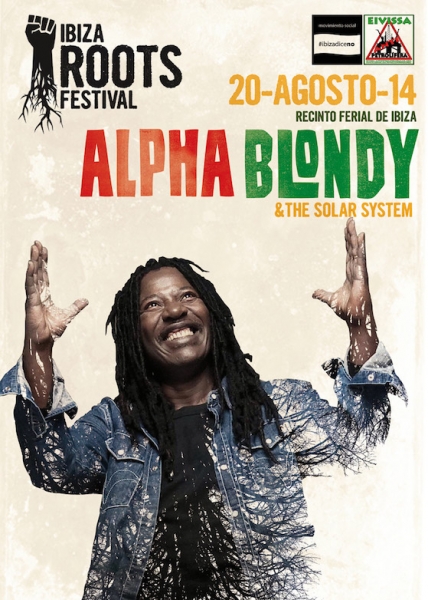 IBIZA
ROOTS
FESTIVAL
movimiento social
#ibizadiceno
EIVISSA
PETROLIFERA
20-AGOSTO-14
RECINTO FERIAL DE IBIZA
ALPHA BLONDY
&THE SOLAR SYSTEM